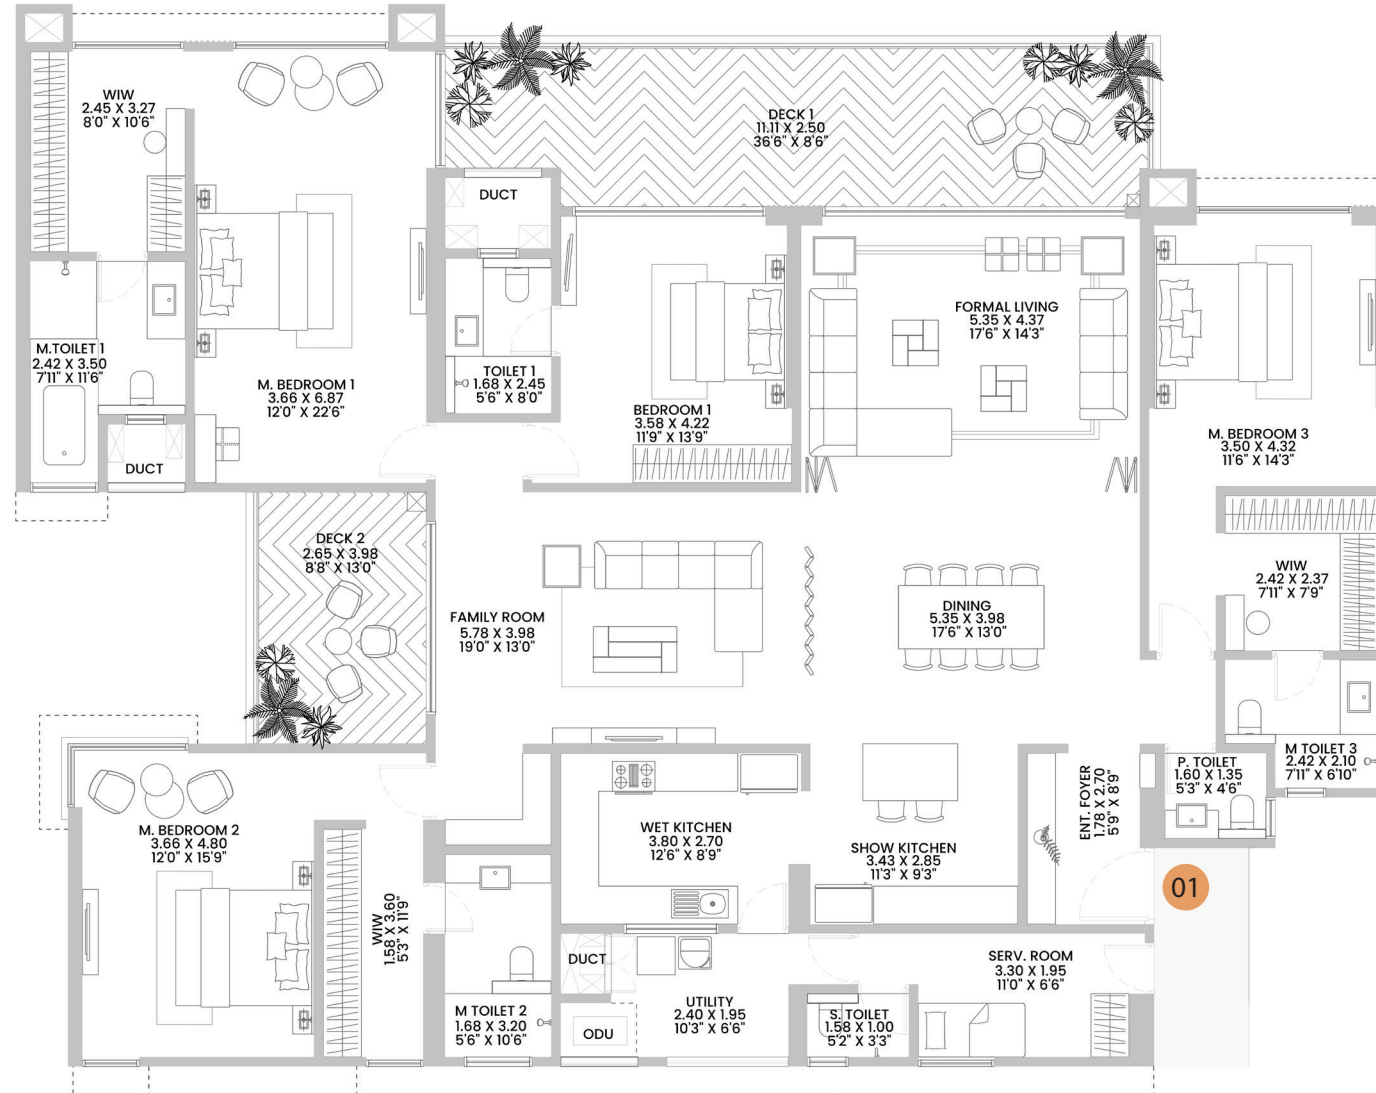 WIW
2.45 X 3.27
8'0" X 10'6"
DECK 1
11.11 X 2.50
36'6" X 8'6"
DUCT
M.TOILET 1
2.42 X 3.50
7'11" X 11'6"
M. BEDROOM 1
3.66 X 6.87
12'0" X 22'6"
TOILET 1
1.68 X 2.45
5'6" X 8'0"
BEDROOM 1
3.58 X 4.22
11'9" X 13'9"
FORMAL LIVING
5.35 X 4.37
17'6" X 14'3"
M. BEDROOM 3
3.50 X 4.32
11'6" X 14'3"
DUCT
DECK 2
2.65 X 3.98
8'8" X 13'0"
FAMILY ROOM
5.78 X 3.98
19'0" X 13'0"
DINING
5.35 X 3.98
17'6" X 13'0"
WIW
2.42 X 2.37
7'11" X 7'9"
M TOILET 3
2.42 X 2.10
7'11" X 6'10"
P. TOILET
1.60 X 1.35
5'3" X 4'6"
ENT. FOYER
1.78 X 2.70
5'9" X 8'9"
M. BEDROOM 2
3.66 X 4.80
12'0" X 15'9"
WET KITCHEN
3.80 X 2.70
12'6" X 8'9"
SHOW KITCHEN
3.43 X 2.85
11'3" X 9'3"
01
WIW
1.58 X 3.60
5'3" X 11'9"
DUCT
SERV. ROOM
3.30 X 1.95
11'0" X 6'6"
M TOILET 2
1.68 X 3.20
5'6" X 10'6"
ODU
UTILITY
2.40 X 1.95
10'3" X 6'6"
S. TOILET
1.58 X 1.00
5'2" X 3'3"